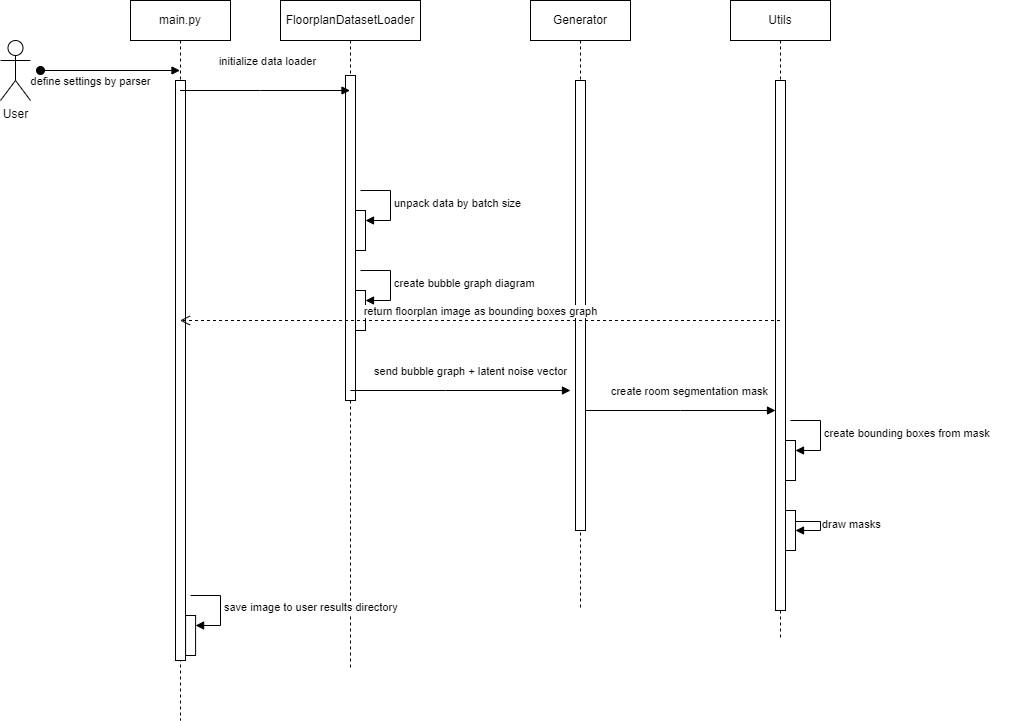 main.py
FloorplanDatasetLoader
Generator
Utils
initialize data loader
define settings by parser
User
unpack data by batch size
create bubble graph diagram
return floorplan image as bounding boxes graph
send bubble graph + latent noise vector
create room segmentation mask
create bounding boxes from mask
draw masks
save image to user results directory